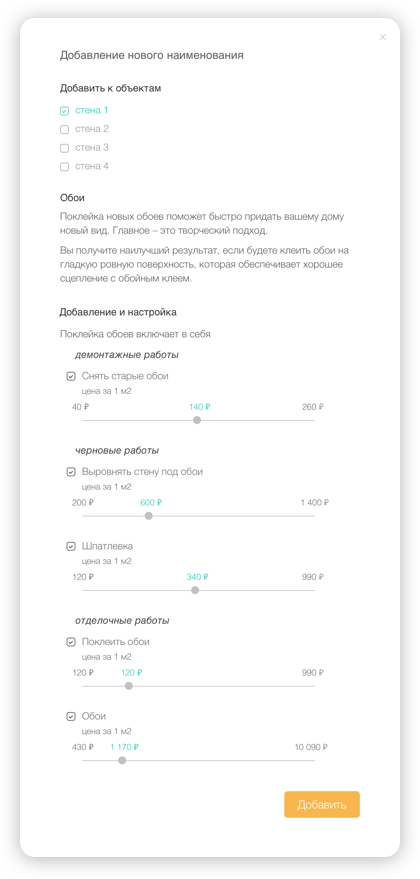 Добавление нового наименования
Добавить к объектам
стена 1
стена 2
стена 3
стена 4
Обои
Поклейка новых обоев поможет быстро придать вашему дому
новый вид. Главное – это творческий подход.
Вы получите наилучший результат, если будете клеить обои на
гладкую ровную поверхность, которая обеспечивает хорошее
сцепление с обойным клеем.
Добавление и настройка
Поклейка обоев включает в себя
демонтажные работы
Снять старые обои
цена за 1 м2
40 ₽ 140 ₽ 260 ₽
черновые работы
Выровнять стену под обои
цена за 1 м2
200 ₽ 600 ₽ 1 400 ₽
Шпатлевка
цена за 1 м2
120 ₽ 340 ₽ 990 ₽
отделочные работы
Поклеить обои
цена за 1 м2
120 ₽ 120 ₽ 990 ₽
Обои
цена за 1 м2
430 ₽ 1 170 ₽ 10 090 ₽
Добавить